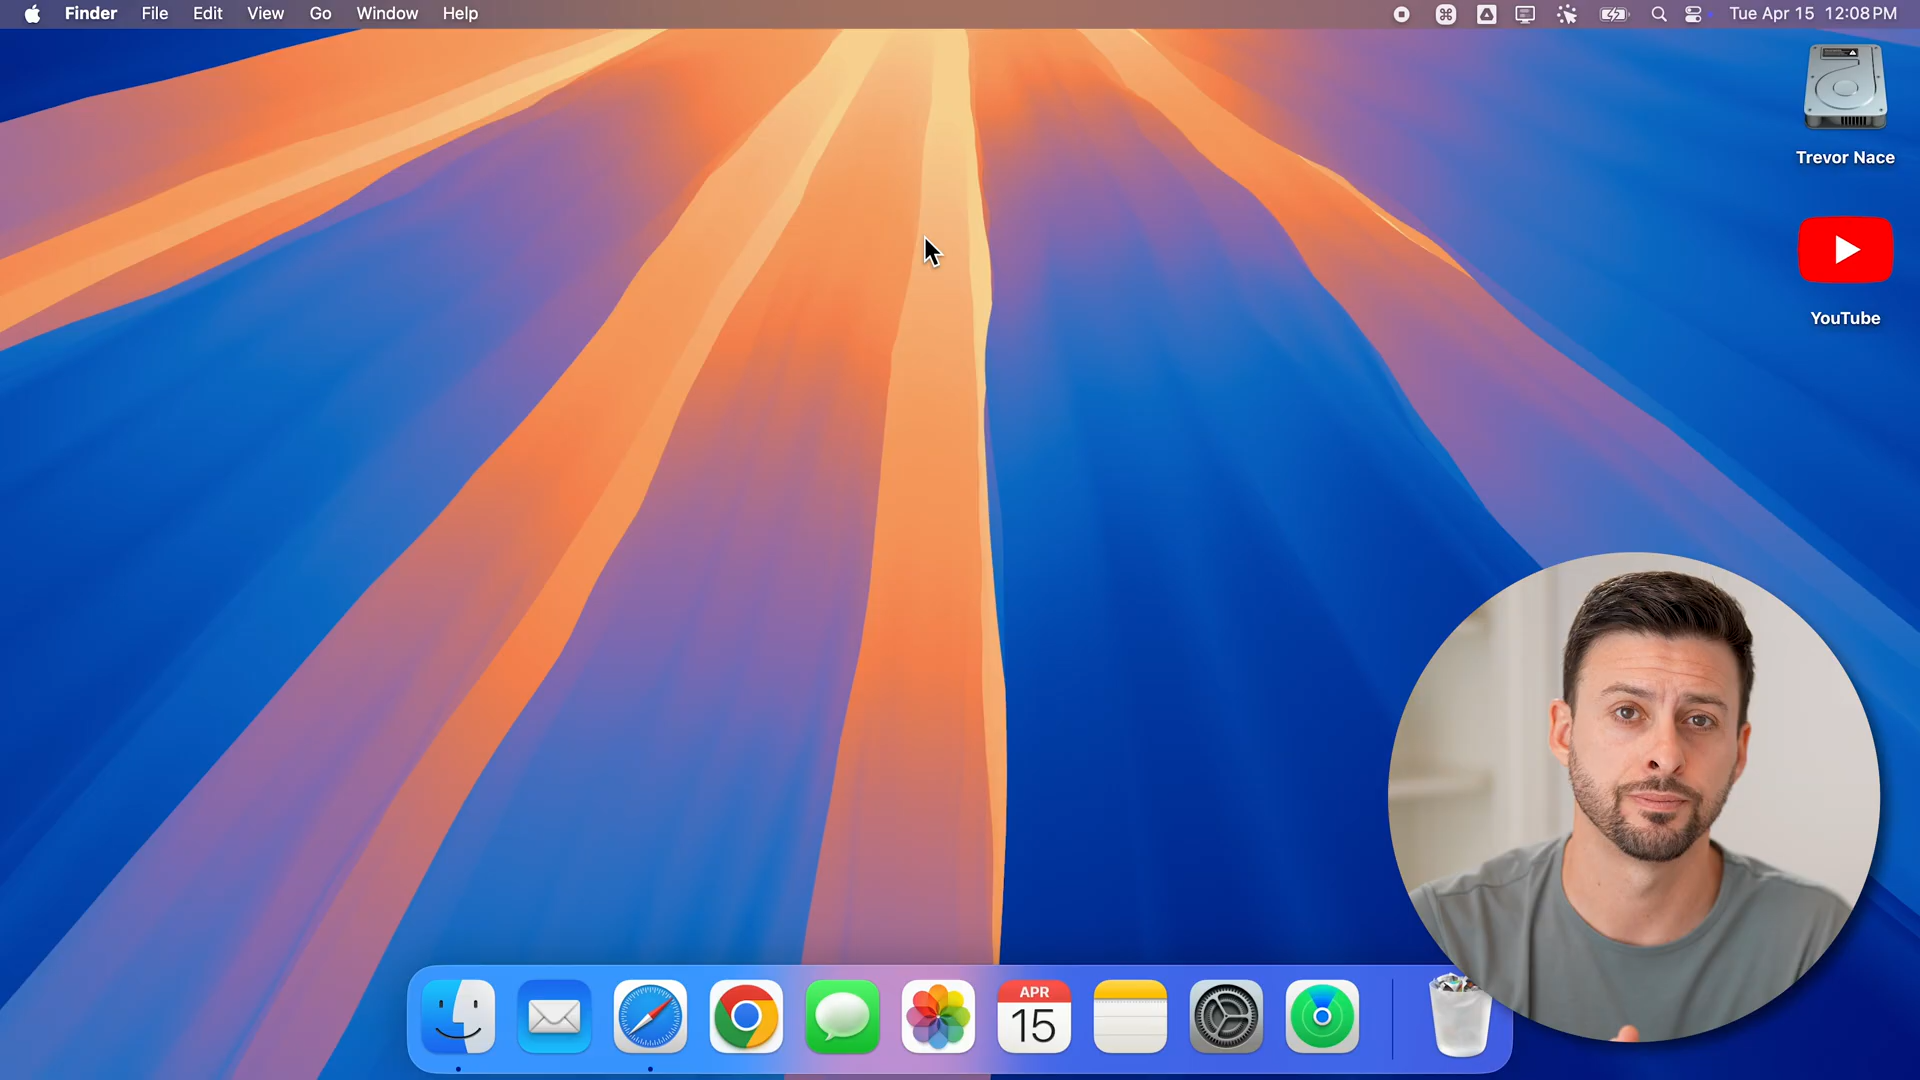 Finder File Edit View Go Window Help Tue Apr 15 12:08 PM
Trevor Nace
YouTube
APR
15